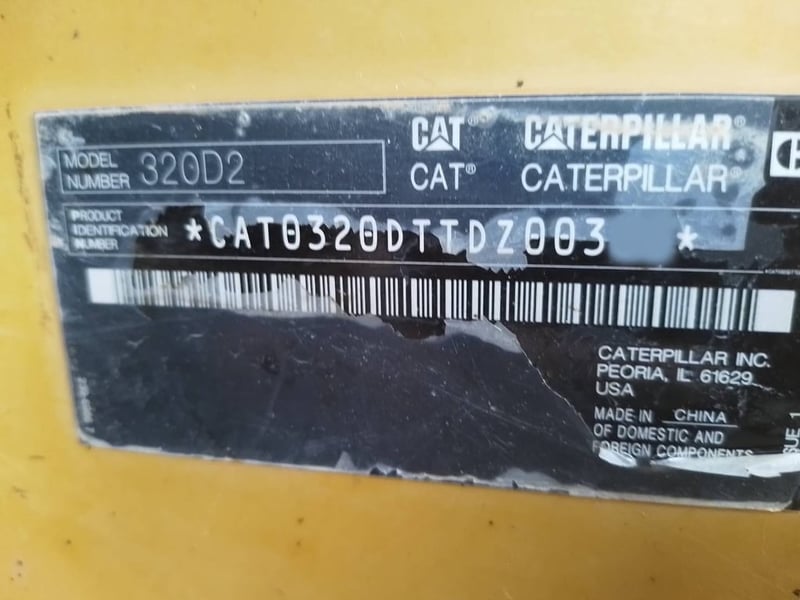 CAT® CATERPILLAR®
MODEL NUMBER 320D2
CAT® CATERPILLAR®
PRODUCT IDENTIFICATION NUMBER *CAT0320DTTDZ003 *
CATERPILLAR INC.
PEORIA, IL 61629
USA
MADE IN CHINA
OF DOMESTIC AND
FOREIGN COMPONENTS